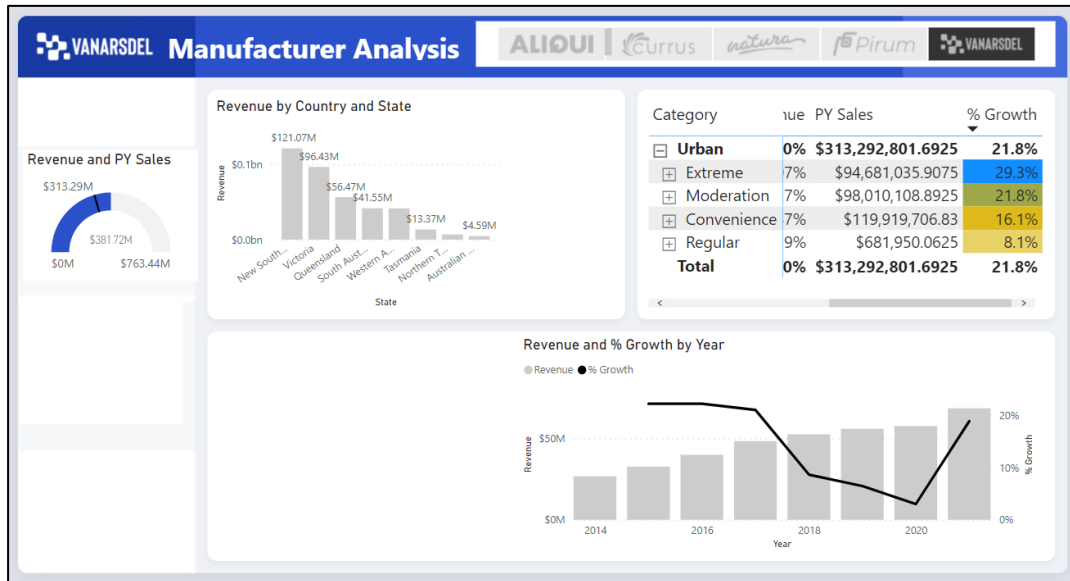 VANARSDEL Manufacturer Analysis
ALIQUI Currus natura Pirum VANARSDEL
Revenue and PY Sales
$313.29M
$381.72M
$0M $763.44M
Revenue by Country and State
$121.07M
$96.43M
$56.47M
$41.55M
$13.37M
$4.59M
Revenue
$0.1bn
$0.0bn
New South...
Victoria
Queensland
South Aust...
Western A...
Tasmania
Northern T...
Australian ...
State
Category nue PY Sales % Growth
Urban 0% $313,292,801.6925 21.8%
Extreme 7% $94,681,035.9075 29.3%
Moderation 7% $98,010,108.8925 21.8%
Convenience 7% $119,919,706.83 16.1%
Regular 9% $681,950.0625 8.1%
Total 0% $313,292,801.6925 21.8%
Revenue and % Growth by Year
Revenue % Growth
Revenue
$50M
$0M
20%
10%
0%
% Growth
2014 2016 2018 2020
Year